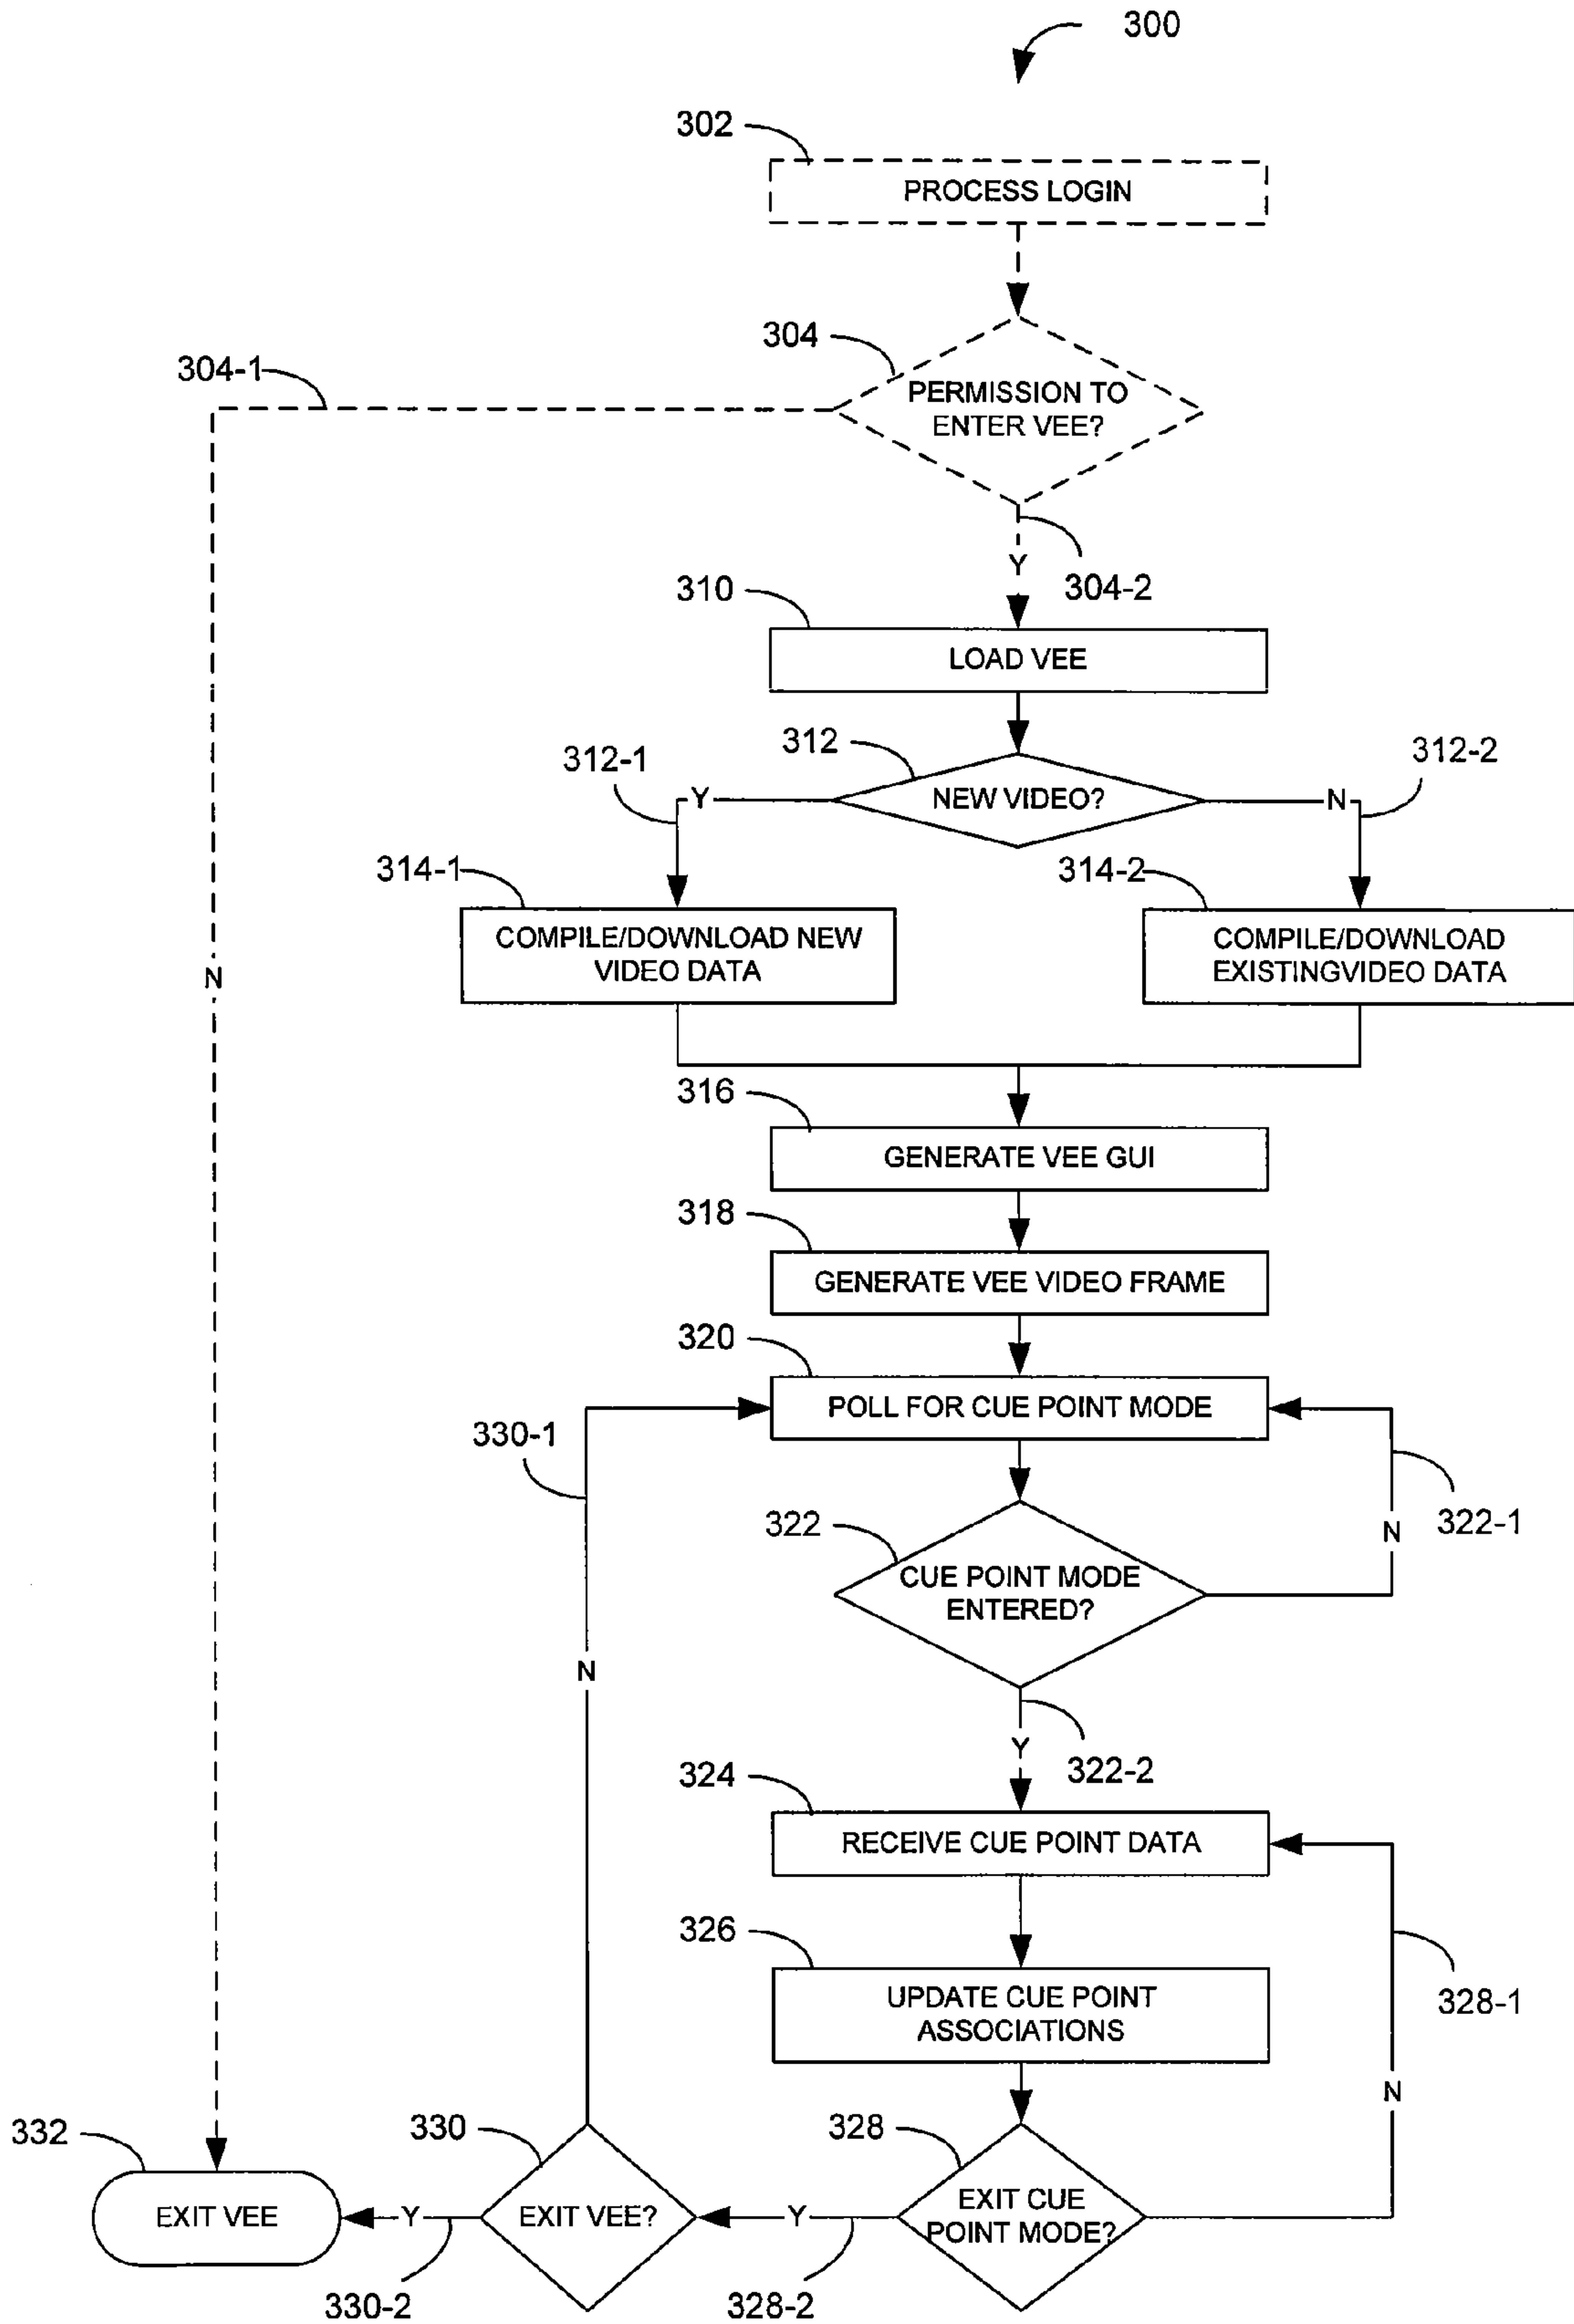 300
302
PROCESS LOGIN
304
304-1
PERMISSION TO
ENTER VEE?
Y
304-2
310
LOAD VEE
312
312-1
312-2
Y
NEW VIDEO?
N
314-1
314-2
COMPILE/DOWNLOAD NEW
VIDEO DATA
COMPILE/DOWNLOAD
EXISTINGVIDEO DATA
N
316
GENERATE VEE GUI
318
GENERATE VEE VIDEO FRAME
320
POLL FOR CUE POINT MODE
330-1
322-1
322
N
CUE POINT MODE
ENTERED?
N
Y
322-2
324
RECEIVE CUE POINT DATA
326
UPDATE CUE POINT
ASSOCIATIONS
328-1
N
332
330
328
EXIT VEE
Y
EXIT VEE?
Y
EXIT CUE
POINT MODE?
330-2
328-2